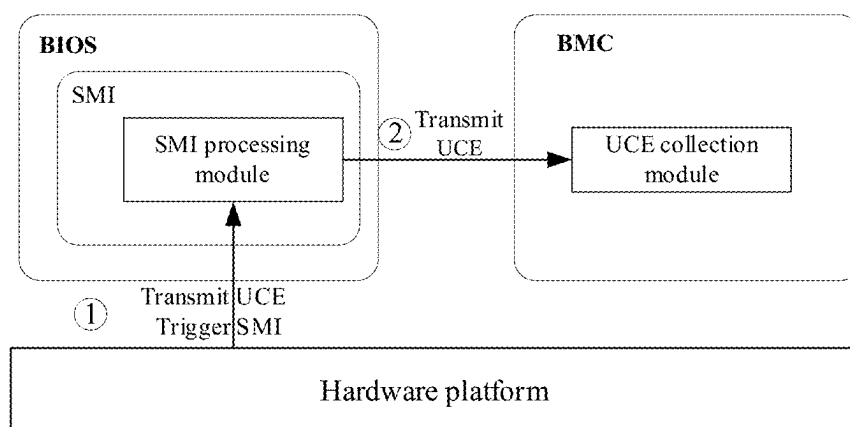 BIOS
SMI
SMI processing
module
② Transmit
UCE
BMC
UCE collection
module
① Transmit UCE
Trigger SMI
Hardware platform